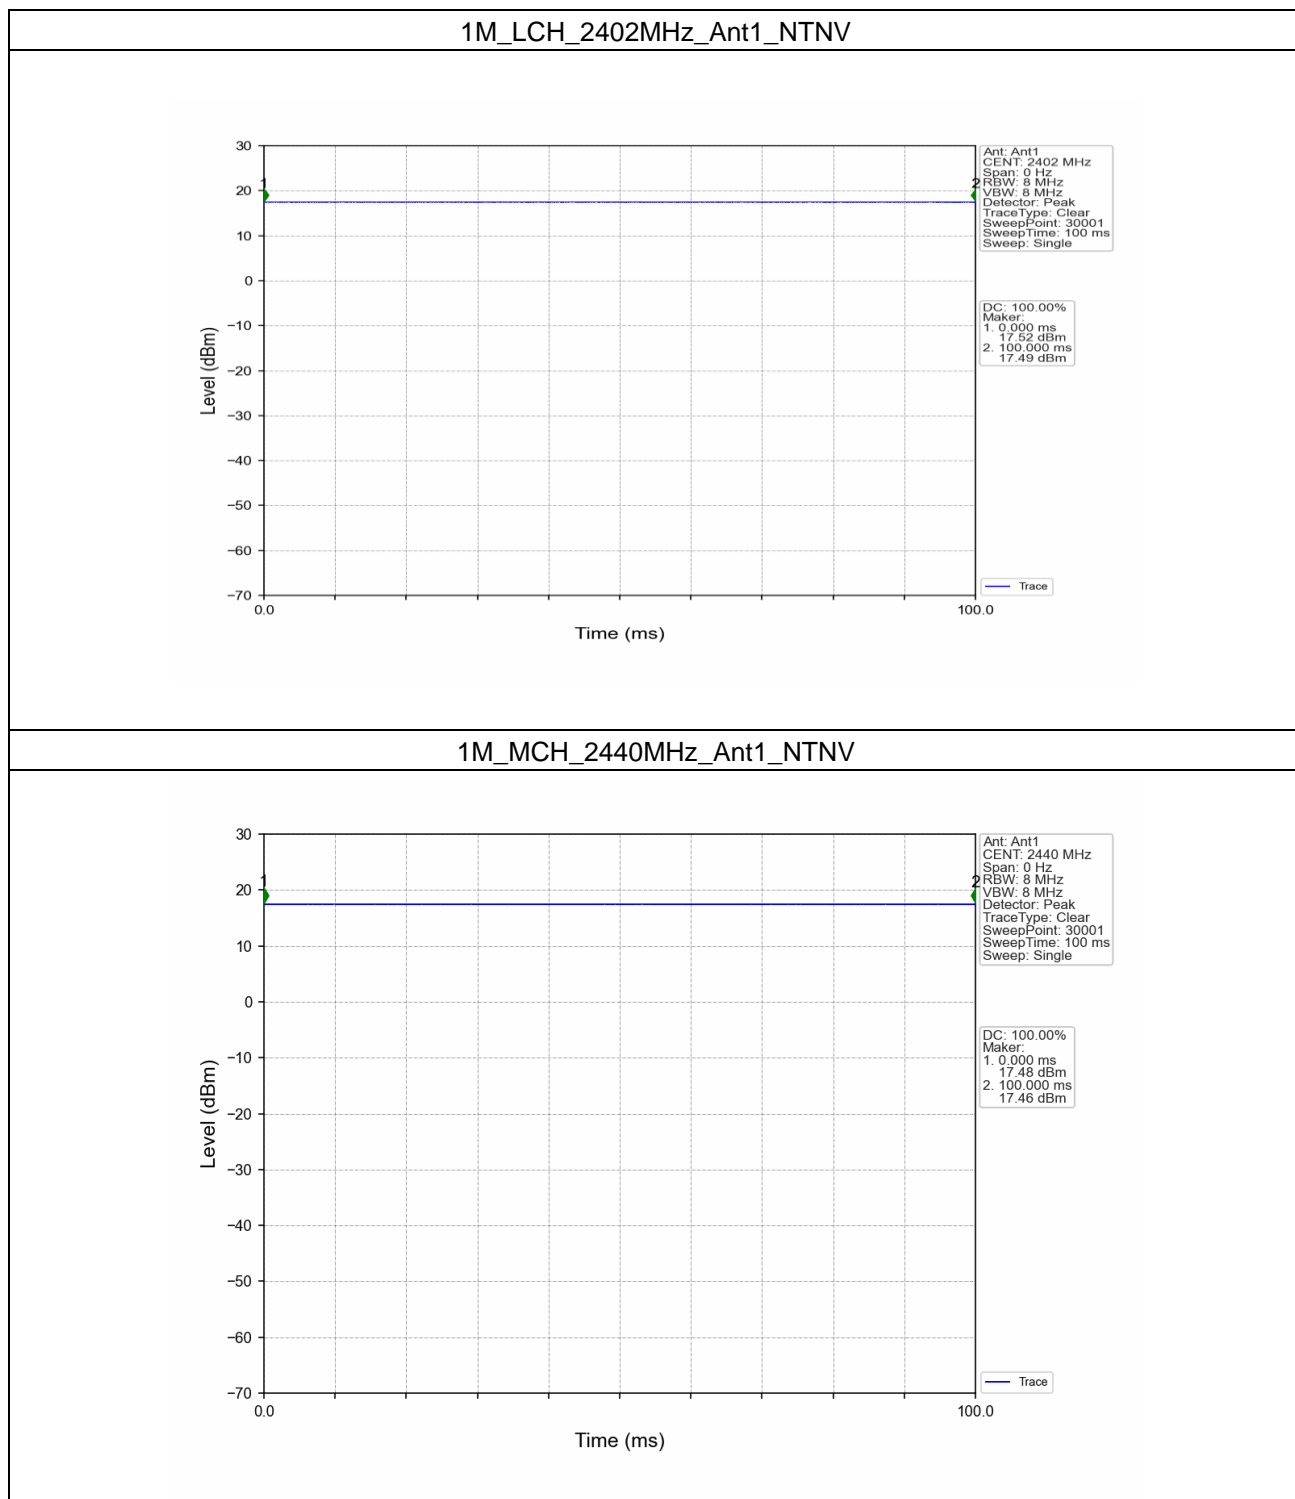 1M_LCH_2402MHz_Ant1_NTNV
30
20
10
0
−10
−20
−30
−40
−50
−60
−70
Level (dBm)
1
2
0.0
100.0
Time (ms)
Ant: Ant1
CENT: 2402 MHz
Span: 0 Hz
RBW: 8 MHz
VBW: 8 MHz
Detector: Peak
TraceType: Clear
SweepPoint: 30001
SweepTime: 100 ms
Sweep: Single
DC: 100.00%
Maker:
1. 0.000 ms
17.52 dBm
2. 100.000 ms
17.49 dBm
Trace
1M_MCH_2440MHz_Ant1_NTNV
30
20
10
0
−10
−20
−30
−40
−50
−60
−70
Level (dBm)
1
2
0.0
100.0
Time (ms)
Ant: Ant1
CENT: 2440 MHz
Span: 0 Hz
RBW: 8 MHz
VBW: 8 MHz
Detector: Peak
TraceType: Clear
SweepPoint: 30001
SweepTime: 100 ms
Sweep: Single
DC: 100.00%
Maker:
1. 0.000 ms
17.48 dBm
2. 100.000 ms
17.46 dBm
Trace